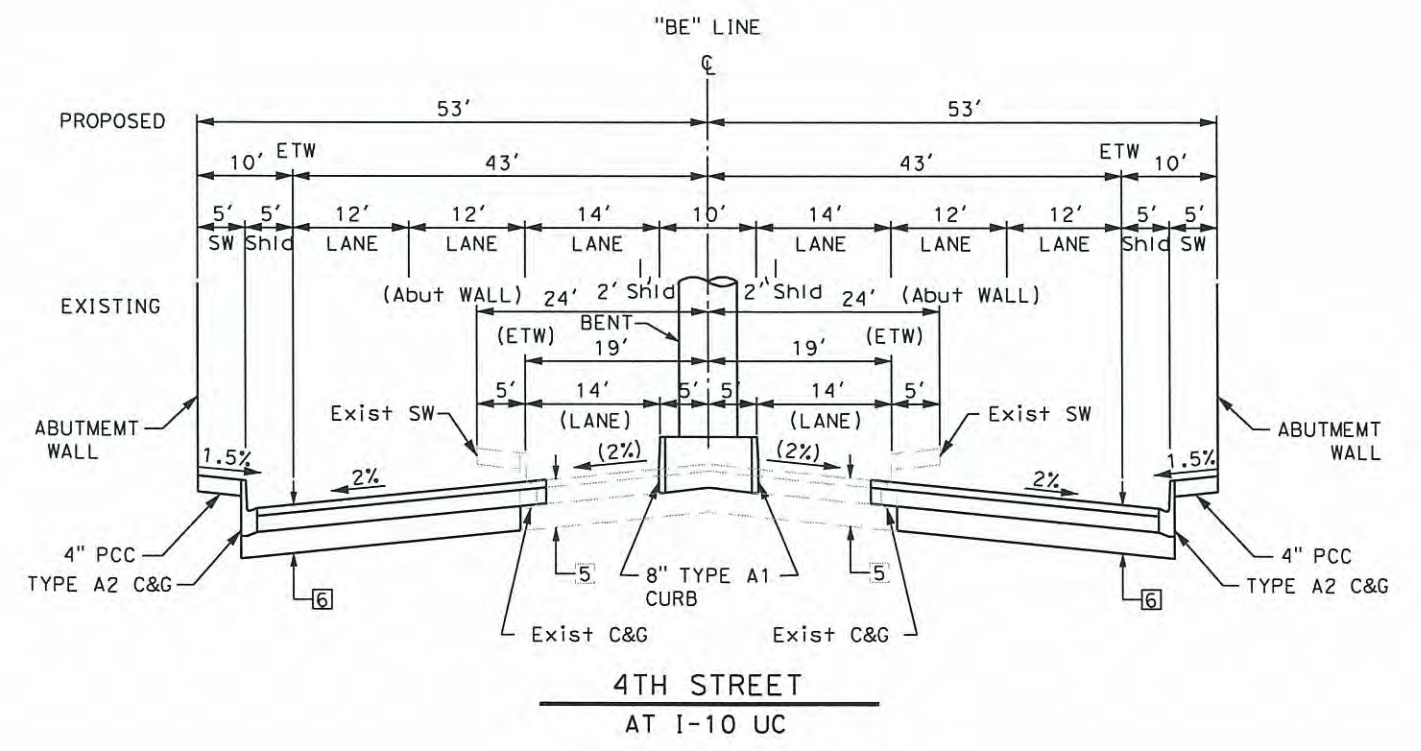 "BE" LINE
℄
PROPOSED
53'
53'
10'
ETW
43'
43'
ETW
10'
5'
5'
12'
12'
14'
10'
14'
12'
12'
5'
5'
SW
Shld
LANE
LANE
LANE
LANE
LANE
LANE
Shld
SW
EXISTING
(Abut WALL)
2' Shld
2' Shld
(Abut WALL)
24'
24'
BENT
(ETW)
(ETW)
19'
19'
5'
14'
5'
5'
14'
5'
Exist SW
(LANE)
(LANE)
Exist SW
ABUTMEMT
WALL
ABUTMEMT
WALL
1.5%
2%
(2%)
(2%)
2%
1.5%
4" PCC
4" PCC
TYPE A2 C&G
TYPE A2 C&G
6
5
8" TYPE A1
CURB
5
6
Exist C&G
Exist C&G
4TH STREET
AT I-10 UC